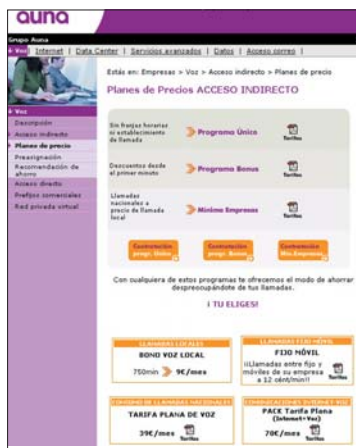 auna
Grupo Auna
Voz | Internet | Data Center | Servicios avanzados | Datos | Acceso correo |
Estás en: Empresas > Voz > Acceso indirecto > Planes de precio
Planes de Precios ACCESO INDIRECTO
Voz
Descripción
Acceso indirecto
Planes de precio
Preasignación
Recomendación de
ahorro
Acceso directo
Prefijos comerciales
Red privada virtual
Sin franjas horarias
ni establecimiento
de llamada
Programa Único
Tarifas
Descuentos desde
el primer minuto
Programa Bonus
Tarifas
Llamadas
nacionales a
precio de llamada
local
Minimo Empresas
Tarifas
Contratación
progr. Único
Contratación
progr. Bonus
Contratación
Min.Empresas
Con cualquiera de estos programas te ofrecemos el modo de ahorrar
despreocupándote de tus llamadas.
¡ TU ELIGES!
LLAMADAS LOCALES
BONO VOZ LOCAL
750min 9€/mes
LLAMADAS FIJO MÓVIL
FIJO MÓVIL
¡¡Llamadas entre fijo y
móviles de su empresa
a 12 cént/min!!
Tarifas
CONSUMO DE LLAMADAS NACIONALES
TARIFA PLANA DE VOZ
39€/mes Tarifas
COMUNICACIONES INTERNET VOZ
PACK Tarifa Plana
(Internet+Voz)
70€/mes Tarifas